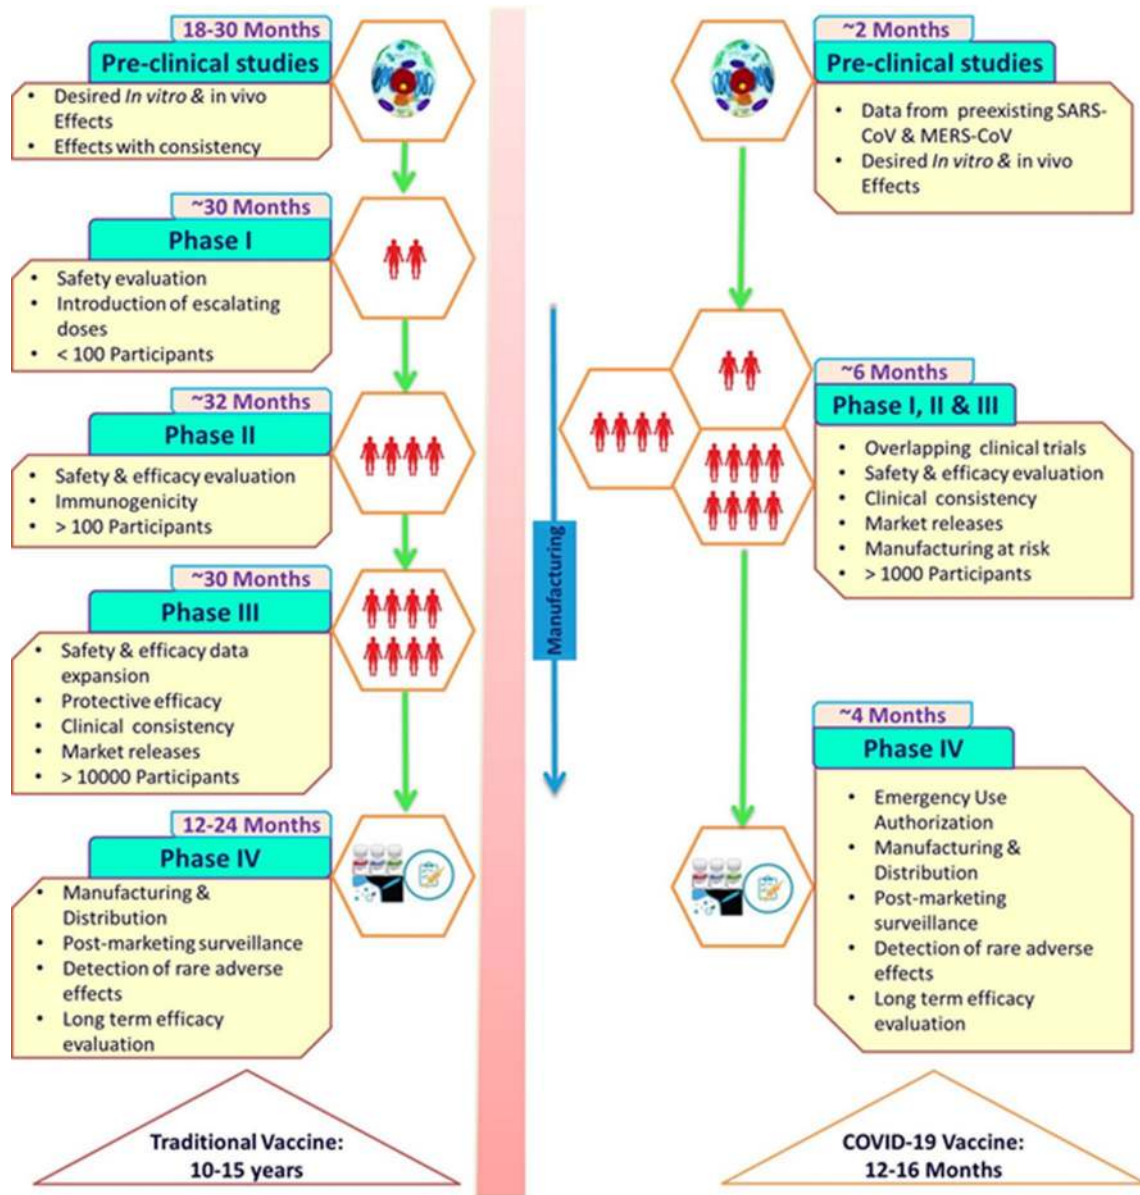 18-30 Months
Pre-clinical studies
• Desired In vitro & in vivo
Effects
• Effects with consistency
~30 Months
Phase I
• Safety evaluation
• Introduction of escalating
doses
• < 100 Participants
~32 Months
Phase II
• Safety & efficacy evaluation
• Immunogenicity
• > 100 Participants
~30 Months
Phase III
• Safety & efficacy data
expansion
• Protective efficacy
• Clinical consistency
• Market releases
• > 10000 Participants
12-24 Months
Phase IV
• Manufacturing &
Distribution
• Post-marketing surveillance
• Detection of rare adverse
effects
• Long term efficacy
evaluation
Traditional Vaccine:
10-15 years
Manufacturing
~2 Months
Pre-clinical studies
• Data from preexisting SARS-
CoV & MERS-CoV
• Desired In vitro & in vivo
Effects
~6 Months
Phase I, II & III
• Overlapping clinical trials
• Safety & efficacy evaluation
• Clinical consistency
• Market releases
• Manufacturing at risk
• > 1000 Participants
~4 Months
Phase IV
• Emergency Use
Authorization
• Manufacturing &
Distribution
• Post-marketing
surveillance
• Detection of rare adverse
effects
• Long term efficacy
evaluation
COVID-19 Vaccine:
12-16 Months